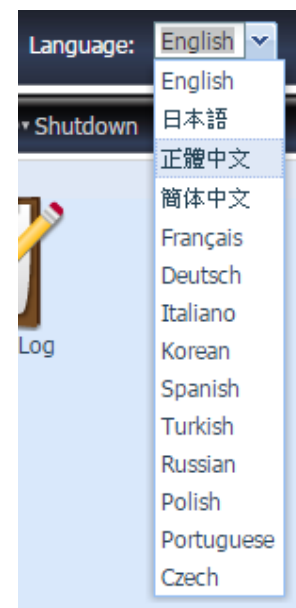 Language: English
English
▾ Shutdown
日本語
正體中文
簡体中文
Français
Deutsch
Italiano
Log
Korean
Spanish
Turkish
Russian
Polish
Portuguese
Czech